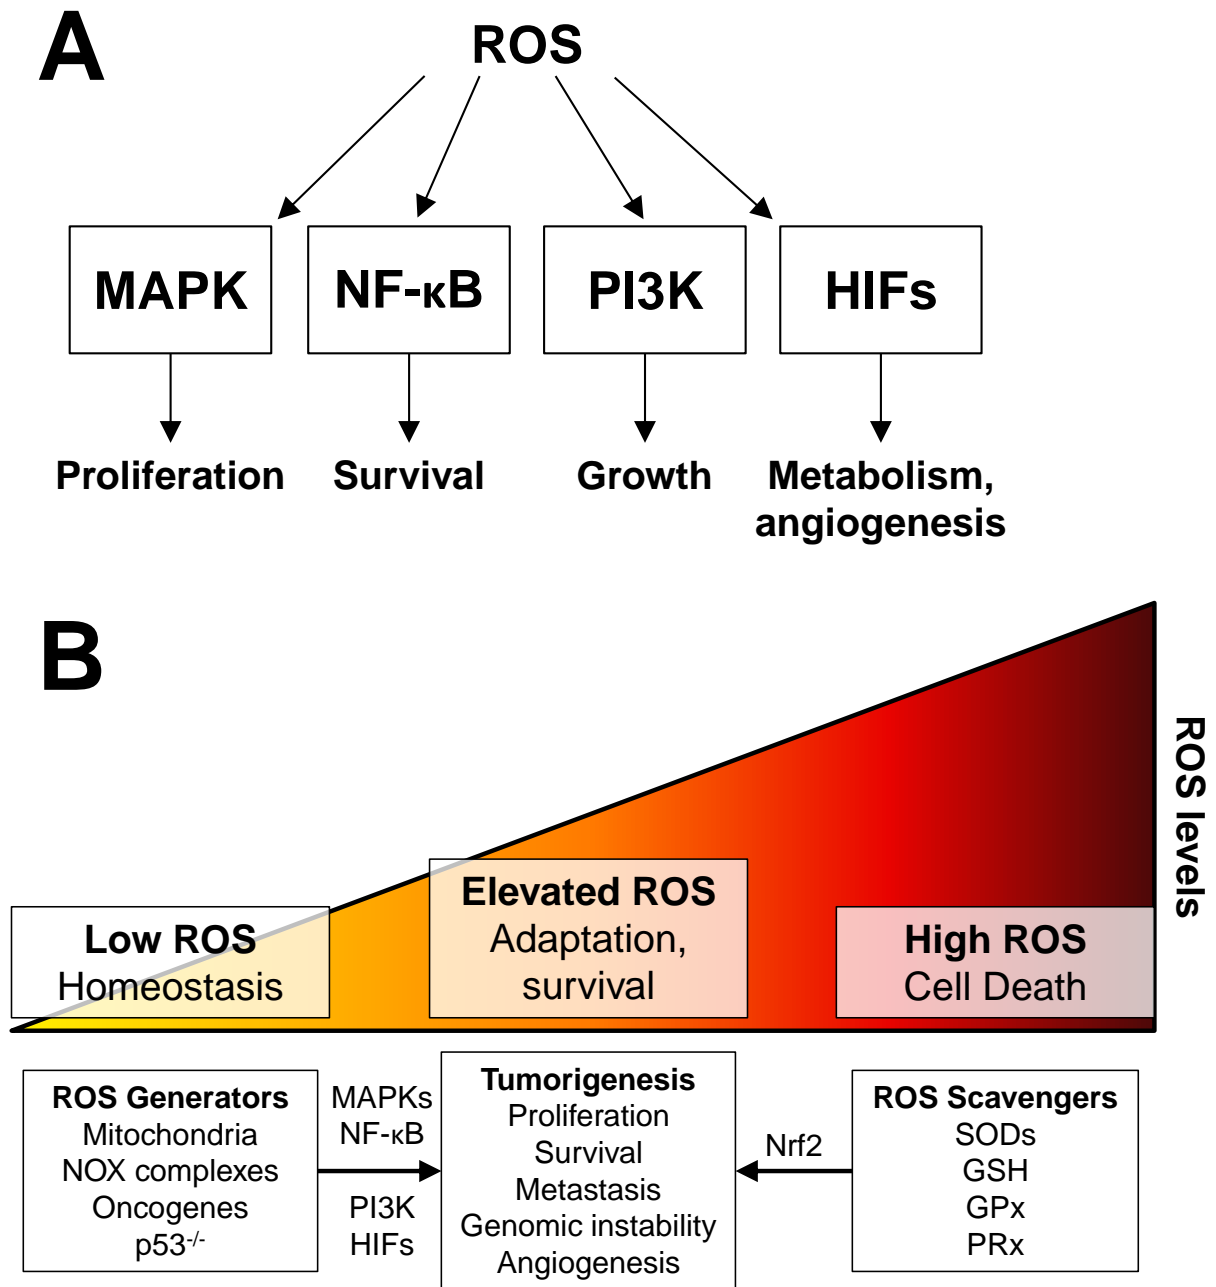 A
ROS
MAPK
NF-κB
PI3K
HIFs
Proliferation
Survival
Growth
Metabolism,
angiogenesis
B
ROS levels
Low ROS
Homeostasis
Elevated ROS
Adaptation,
survival
High ROS
Cell Death
ROS Generators
Mitochondria
NOX complexes
Oncogenes
p53-/-
MAPKs
NF-κB
PI3K
HIFs
Tumorigenesis
Proliferation
Survival
Metastasis
Genomic instability
Angiogenesis
Nrf2
ROS Scavengers
SODs
GSH
GPx
PRx